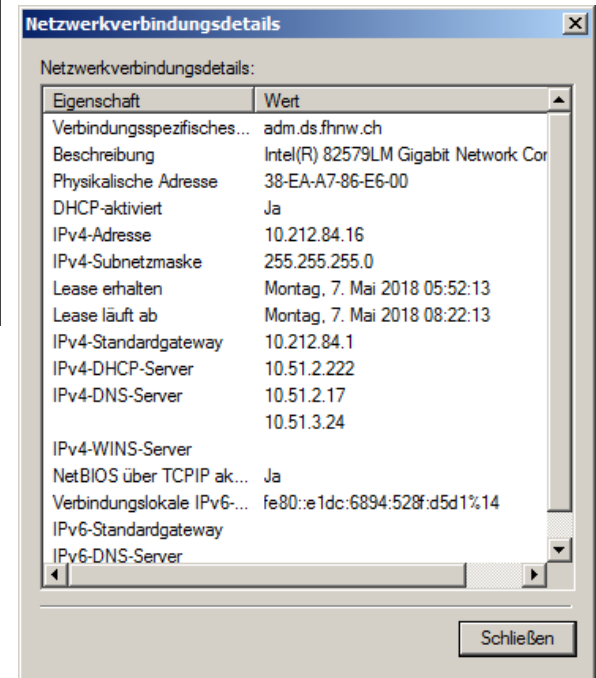 Netzwerkverbindungsdetails
Netzwerkverbindungsdetails:
Eigenschaft Wert
Verbindungsspezifisches... adm.ds.fhnw.ch
Beschreibung Intel(R) 82579LM Gigabit Network Cor
Physikalische Adresse 38-EA-A7-86-E6-00
DHCP-aktiviert Ja
IPv4-Adresse 10.212.84.16
IPv4-Subnetzmaske 255.255.255.0
Lease erhalten Montag, 7. Mai 2018 05:52:13
Lease läuft ab Montag, 7. Mai 2018 08:22:13
IPv4-Standardgateway 10.212.84.1
IPv4-DHCP-Server 10.51.2.222
IPv4-DNS-Server 10.51.2.17
10.51.3.24
IPv4-WINS-Server
NetBIOS über TCPIP ak... Ja
Verbindungslokale IPv6-... fe80::e1dc:6894:528f:d5d1%14
IPv6-Standardgateway
IPv6-DNS-Server
Schließen